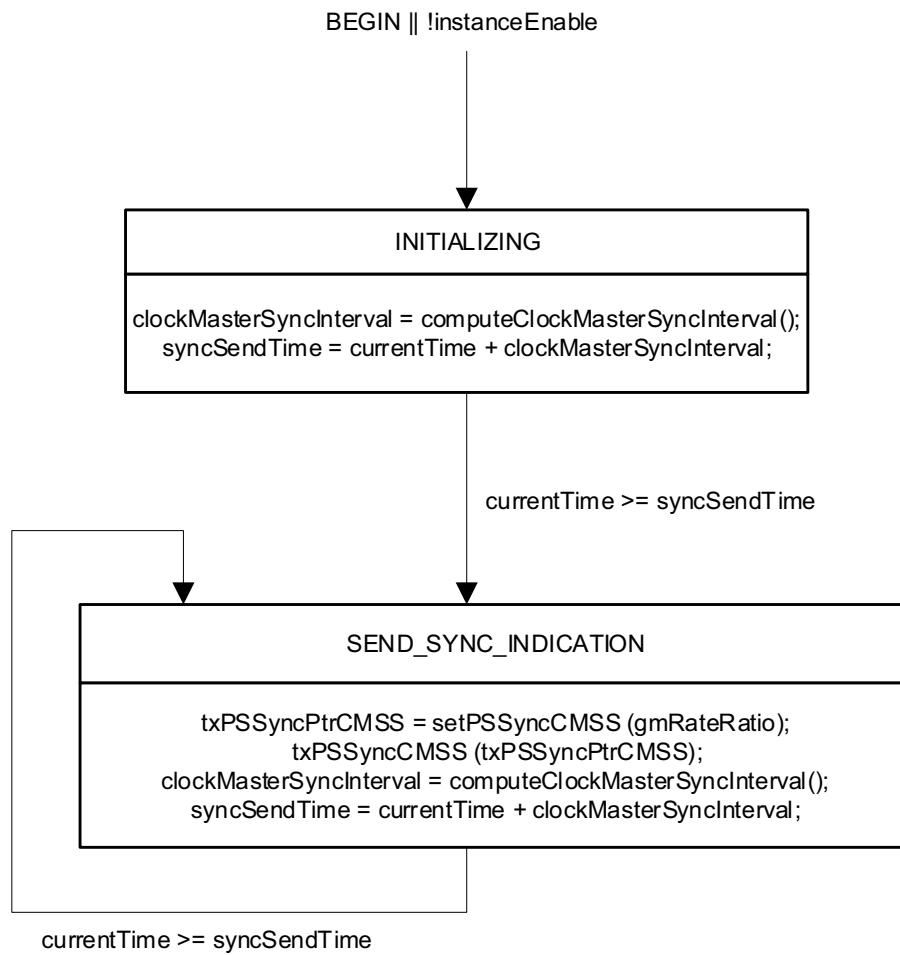 BEGIN || !instanceEnable
INITIALIZING
clockMasterSyncInterval = computeClockMasterSyncInterval();
syncSendTime = currentTime + clockMasterSyncInterval;
currentTime >= syncSendTime
SEND_SYNC_INDICATION
txPSSyncPtrCMSS = setPSSyncCMSS (gmRateRatio);
txPSSyncCMSS (txPSSyncPtrCMSS);
clockMasterSyncInterval = computeClockMasterSyncInterval();
syncSendTime = currentTime + clockMasterSyncInterval;
currentTime >= syncSendTime